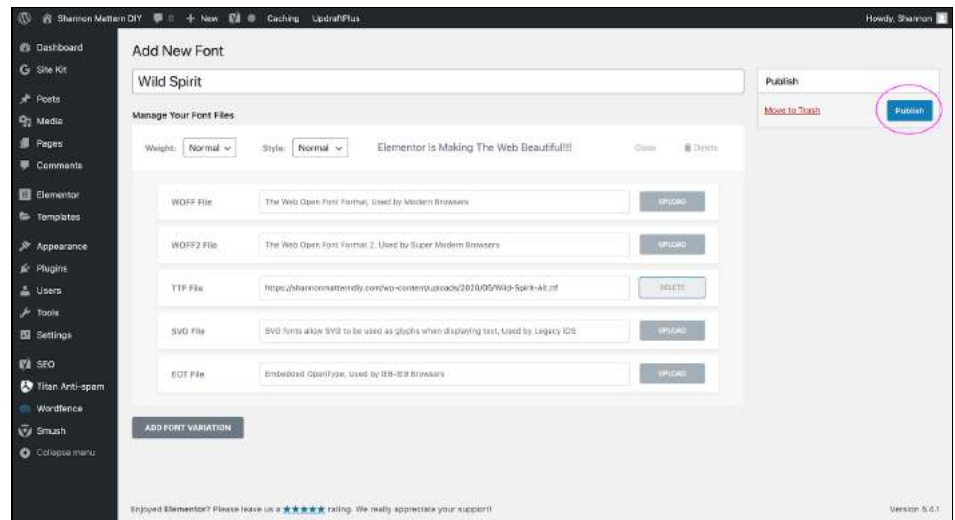 Shannon Mattern DIY 0 + New Caching UpdraftPlus Howdy, Shannon
Dashboard
Site Kit
Posts
Media
Pages
Comments
Elementor
Templates
Appearance
Plugins
Users
Tools
Settings
SEO
Titan Anti-spam
Wordfence
Smush
Collapse menu
Add New Font
Wild Spirit
Manage Your Font Files
Weight: Normal Style: Normal Elementor Is Making The Web Beautiful!!! Close Delete
WOFF File The Web Open Font Format, Used by Modern Browsers UPLOAD
WOFF2 File The Web Open Font Format 2, Used by Super Modern Browsers UPLOAD
TTF File https://shannonmatterndiy.com/wp-content/uploads/2020/05/Wild-Spirit-Alt.ttf DELETE
SVG File SVG fonts allow SVG to be used as glyphs when displaying text, Used by Legacy iOS UPLOAD
EOT File Embedded OpenType, Used by IE6-IE9 Browsers UPLOAD
ADD FONT VARIATION
Publish
Move to Trash Publish
Enjoyed Elementor? Please leave us a ★★★★★ rating. We really appreciate your support! Version 5.4.1